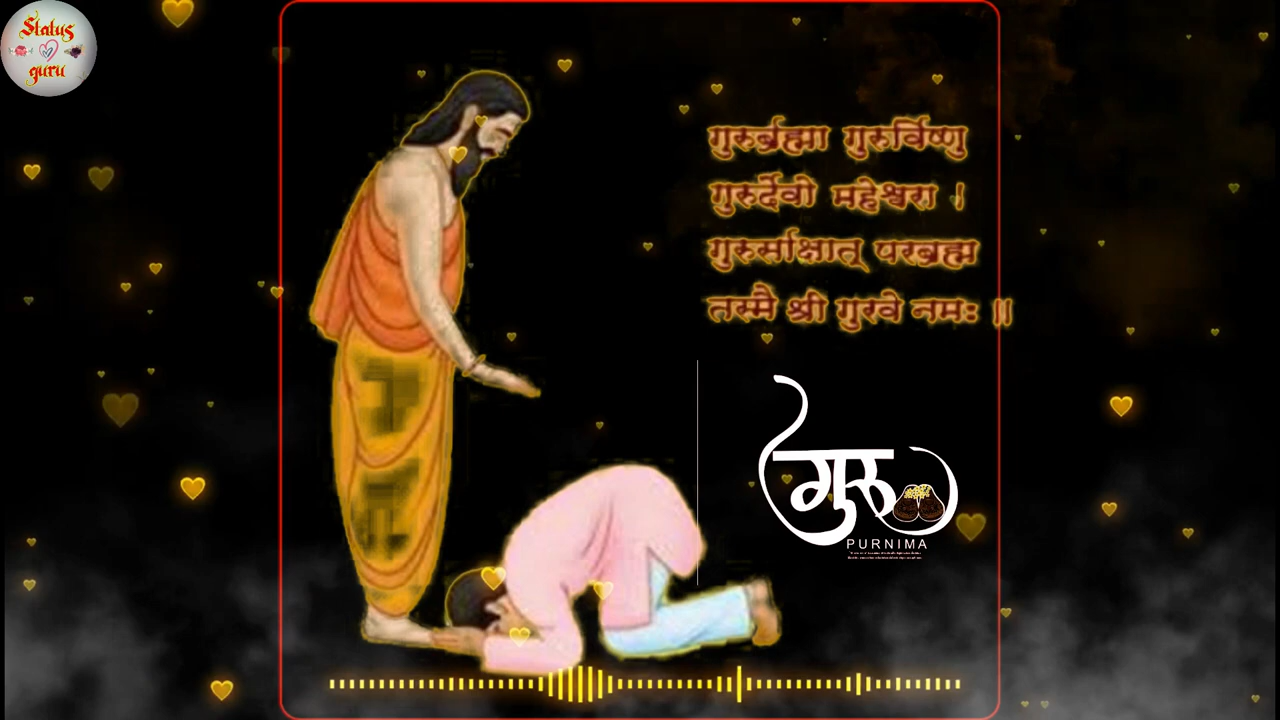 Status
guru
गुरुर्ब्रह्मा गुरुर्विष्णु
गुरुर्देवो महेश्वरा ।
गुरुर्साक्षात् परब्रह्म
तस्मै श्री गुरवे नमः ॥
गुरू
PURNIMA